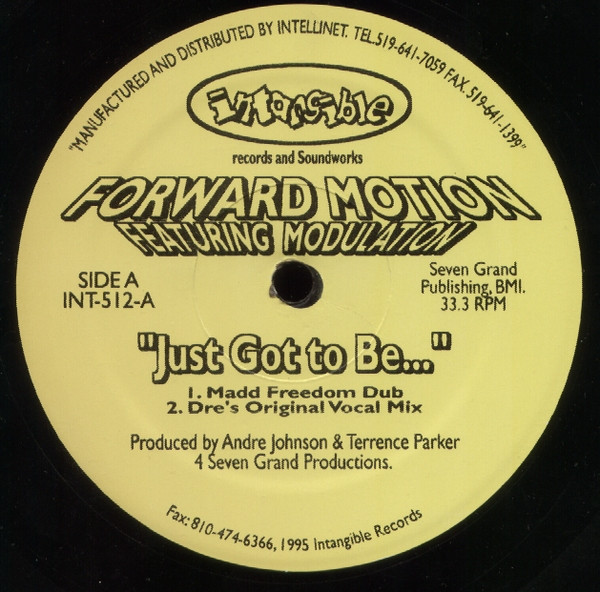 "MANUFACTURED AND DISTRIBUTED BY INTELLINET. TEL.519-641-7059 FAX. 519-641-1399"
intangible
records and Soundworks
FORWARD MOTION
FEATURING MODULATION
SIDE A
INT-512-A
Seven Grand
Publishing, BMI.
33.3 RPM
"Just Got to Be..."
1. Madd Freedom Dub
2. Dre's Original Vocal Mix
Produced by Andre Johnson & Terrence Parker
4 Seven Grand Productions.
Fax: 810-474-6366, 1995 Intangible Records